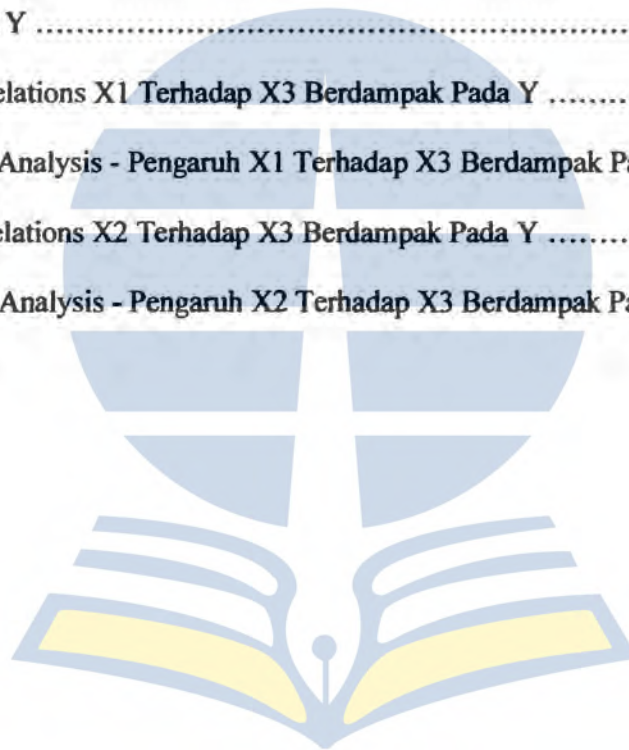 Y ........................................................
elations X1 Terhadap X3 Berdampak Pada Y ........
Analysis - Pengaruh X1 Terhadap X3 Berdampak Pa
elations X2 Terhadap X3 Berdampak Pada Y ........
Analysis - Pengaruh X2 Terhadap X3 Berdampak Pa